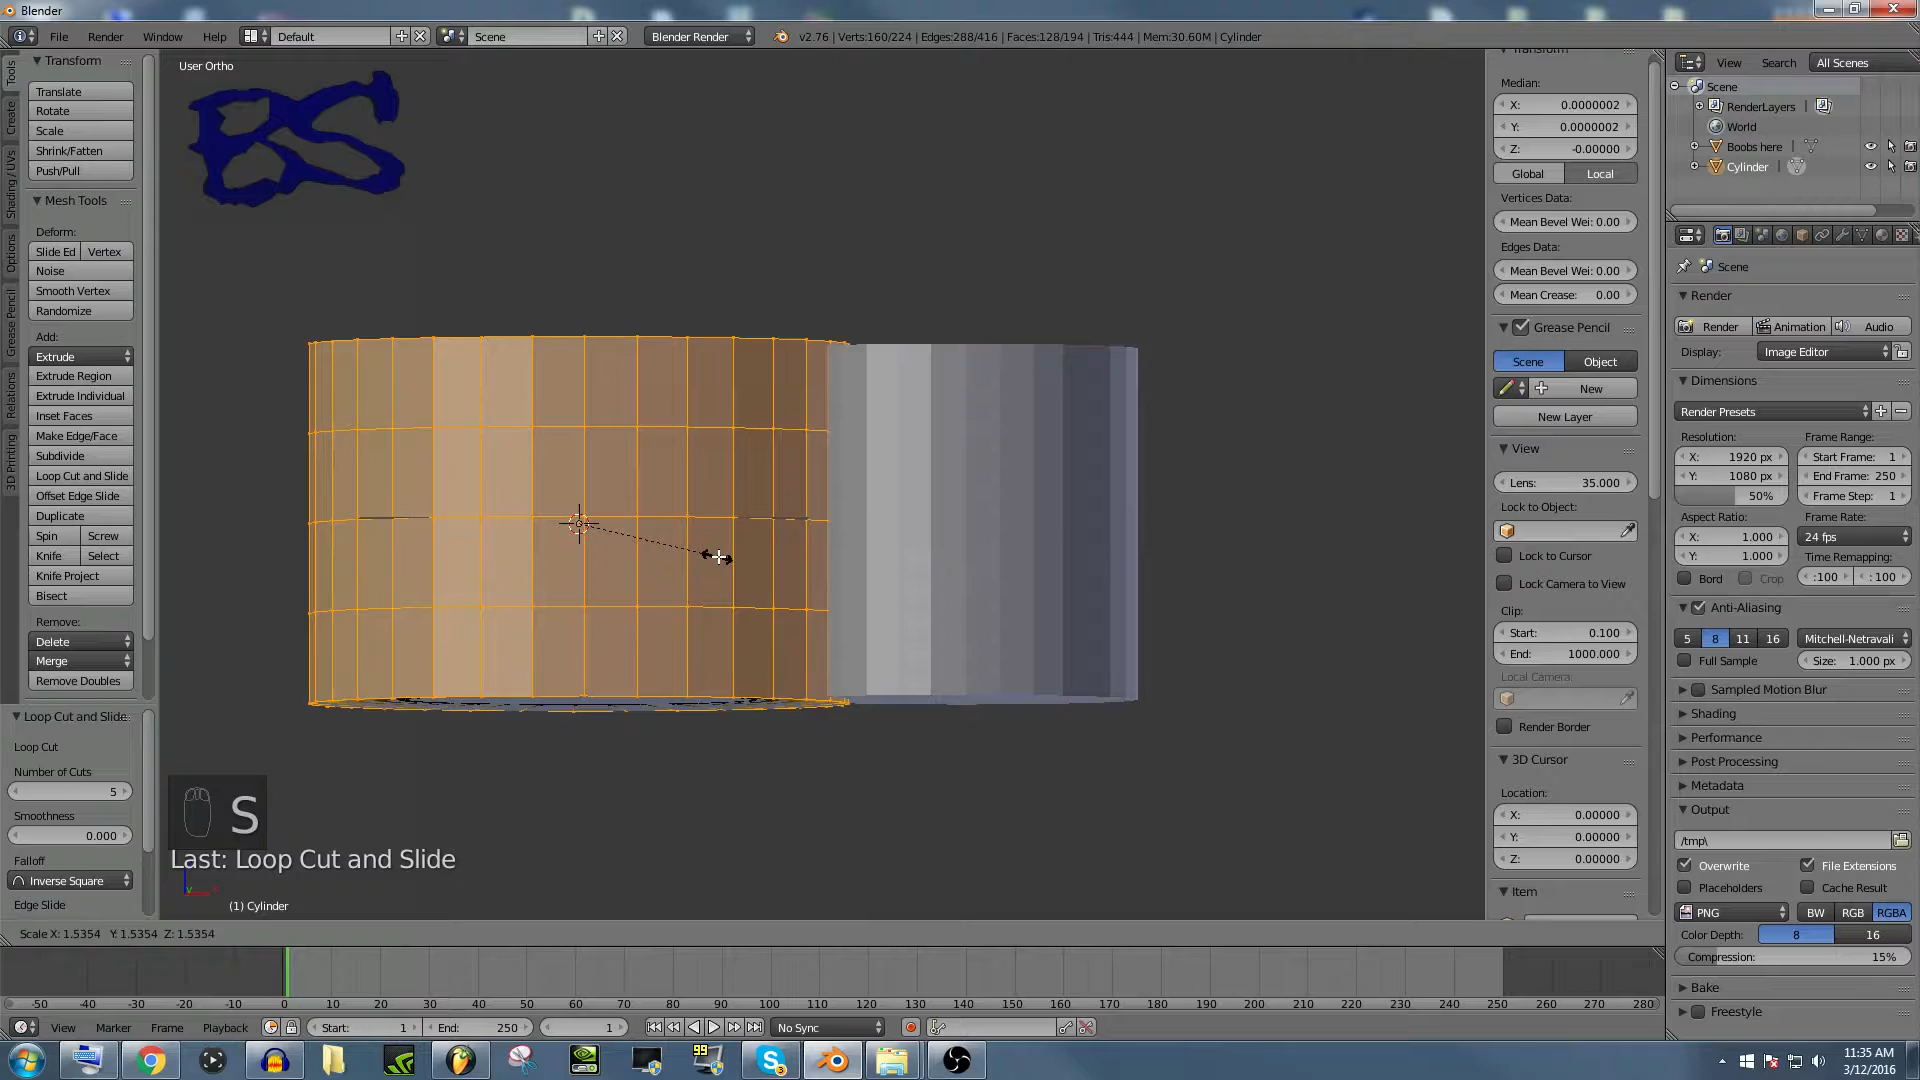 Blender
File Render Window Help Default Scene Blender Render v2.76 | Verts:160/224 | Edges:288/416 | Faces:128/194 | Tris:444 | Mem:30.60M | Cylinder
Tools
Create
Shading / UVs
Options
Grease Pencil
Relations
3D Printing
Transform
Translate
Rotate
Scale
Shrink/Fatten
Push/Pull
Mesh Tools
Deform:
Slide Ed Vertex
Noise
Smooth Vertex
Randomize
Add:
Extrude
Extrude Region
Extrude Individual
Inset Faces
Make Edge/Face
Subdivide
Loop Cut and Slide
Offset Edge Slide
Duplicate
Spin Screw
Knife Select
Knife Project
Bisect
Remove:
Delete
Merge
Remove Doubles
Loop Cut and Slide
Loop Cut
Number of Cuts
5
Smoothness
0.000
Falloff
Inverse Square
Edge Slide
User Ortho
BS
S
Last: Loop Cut and Slide
(1) Cylinder
Scale X: 1.5354 Y: 1.5354 Z: 1.5354
Transform
Median:
X: 0.0000002
Y: 0.0000002
Z: -0.00000
Global Local
Vertices Data:
Mean Bevel Wei: 0.00
Edges Data:
Mean Bevel Wei: 0.00
Mean Crease: 0.00
Grease Pencil
Scene Object
New
New Layer
View
Lens: 35.000
Lock to Object:
Lock to Cursor
Lock Camera to View
Clip:
Start: 0.100
End: 1000.000
Local Camera:
Render Border
3D Cursor
Location:
X: 0.00000
Y: 0.00000
Z: 0.00000
Item
View Search All Scenes
Scene
RenderLayers
World
Boobs here
Cylinder
Scene
Render
Render Animation Audio
Display: Image Editor
Dimensions
Render Presets
Resolution: Frame Range:
X: 1920 px Start Frame: 1
Y: 1080 px End Frame: 250
50% Frame Step: 1
Aspect Ratio: Frame Rate:
X: 1.000 24 fps
Y: 1.000 Time Remapping:
Bord Crop :100 : 100
Anti-Aliasing
5 8 11 16 Mitchell-Netravali
Full Sample Size: 1.000 px
Sampled Motion Blur
Shading
Performance
Post Processing
Metadata
Output
/tmp\
Overwrite File Extensions
Placeholders Cache Result
PNG BW RGB RGBA
Color Depth: 8 16
Compression: 15%
Bake
Freestyle
-50 -40 -30 -20 -10 0 10 20 30 40 50 60 70 80 90 100 110 120 130 140 150 160 170 180 190 200 210 220 230 240 250 260 270 280
View Marker Frame Playback Start: 1 End: 250 1 No Sync
99
3
11:35 AM
3/12/2016